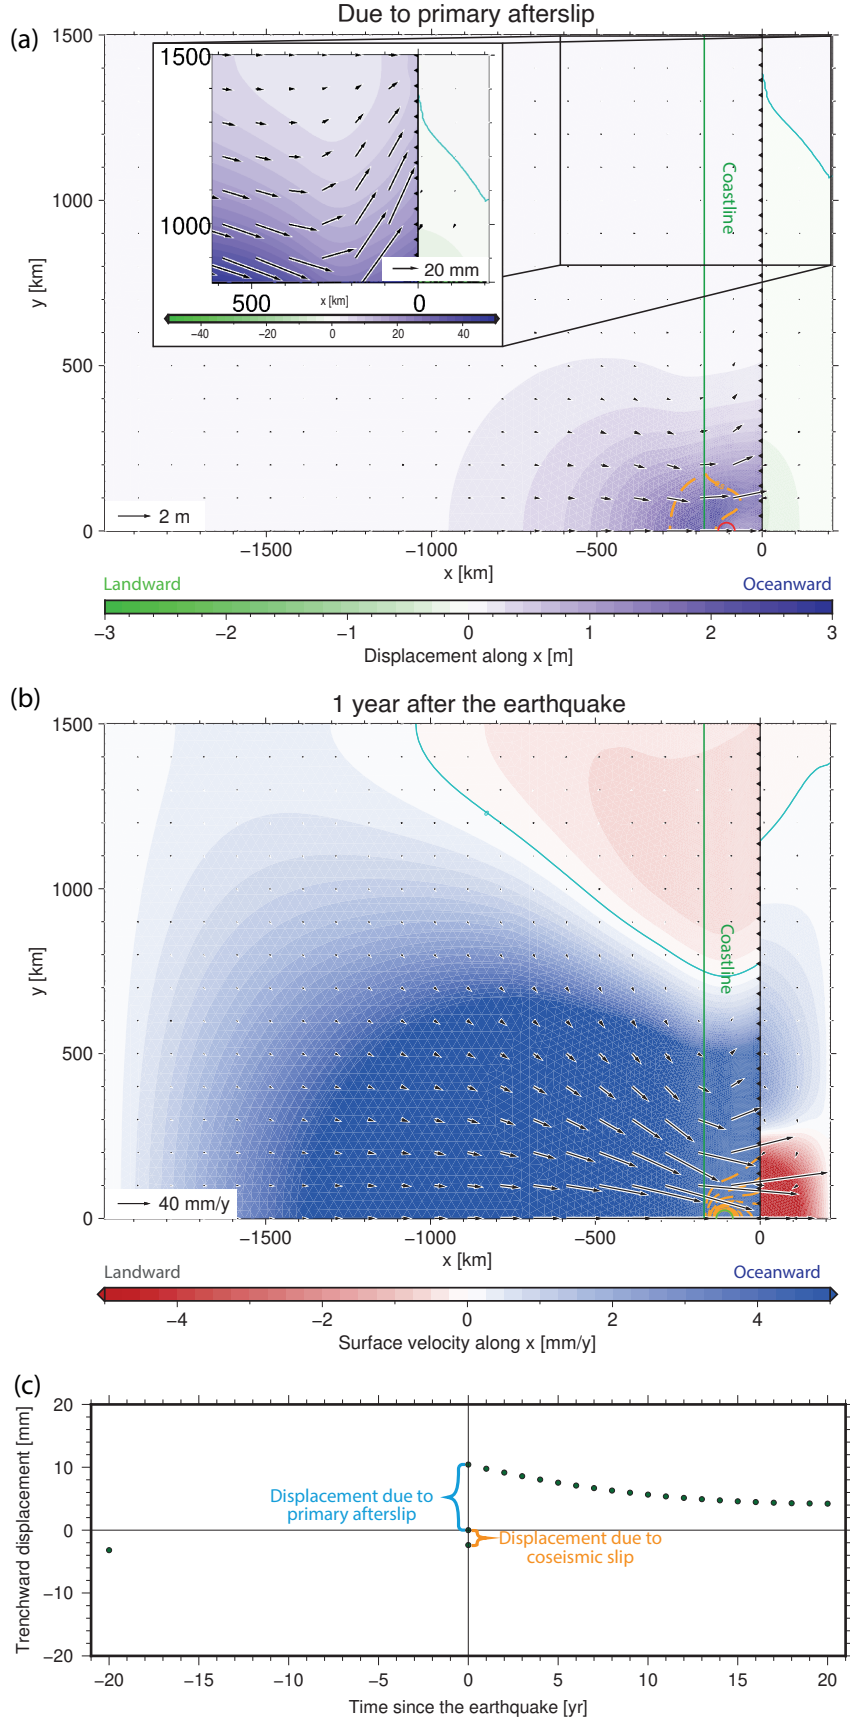 (a)
Due to primary afterslip
1500
1000
500
0
y [km]
1500
1000
500
0
x [km]
20 mm
−40 −20 0 20 40
Coastline
2 m
−1500 −1000 −500 0
x [km]
Landward
Oceanward
−3 −2 −1 0 1 2 3
Displacement along x [m]
(b)
1 year after the earthquake
1500
1000
500
0
y [km]
Coastline
40 mm/y
−1500 −1000 −500 0
x [km]
Landward
Oceanward
−4 −2 0 2 4
Surface velocity along x [mm/y]
(c)
20
10
0
−10
−20
Trenchward displacement [mm]
Displacement due to
primary afterslip
Displacement due to
coseismic slip
−20 −15 −10 −5 0 5 10 15 20
Time since the earthquake [yr]